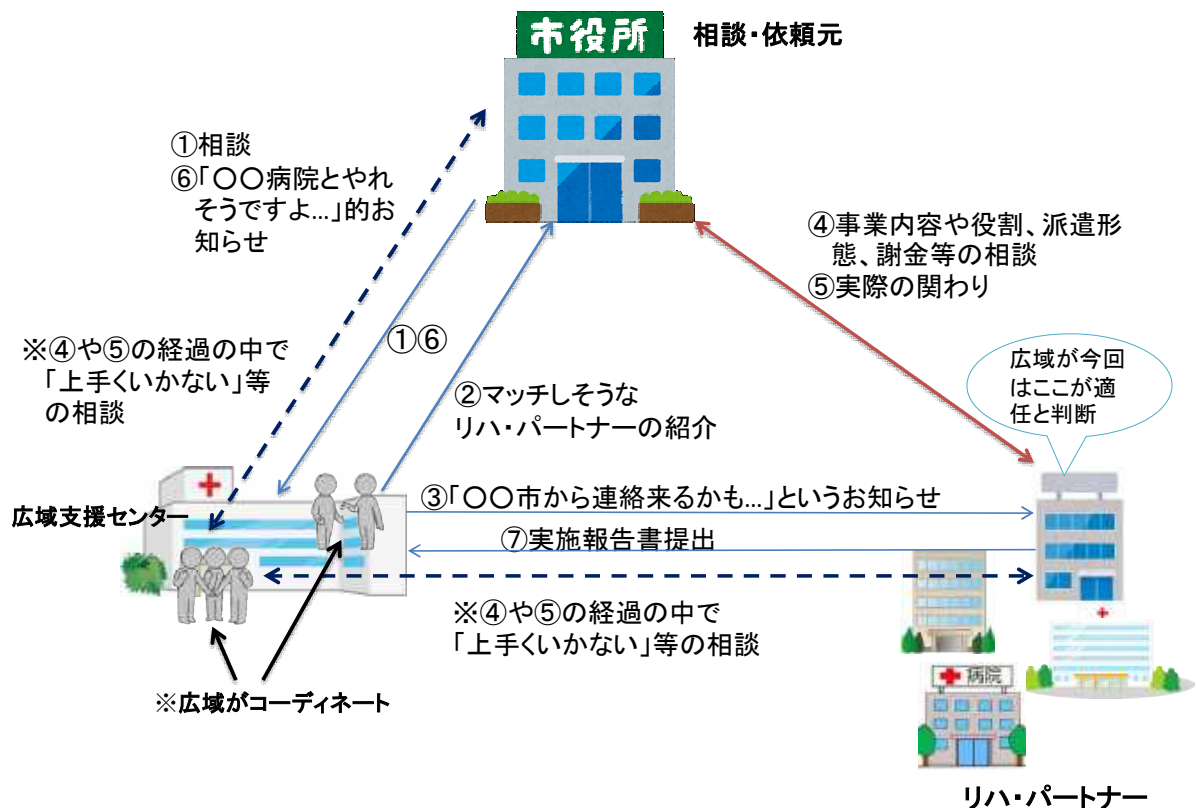 市役所
相談・依頼元
①相談
⑥「〇〇病院とやれ
そうですよ…」的お
知らせ
④事業内容や役割、派遣形
態、謝金等の相談
⑤実際の関わり
①⑥
※④や⑤の経過の中で
「上手くいかない」等
の相談
広域が今回
はここが適
任と判断
②マッチしそうな
リハ・パートナーの紹介
③「〇〇市から連絡来るかも…」というお知らせ
広域支援センター
⑦実施報告書提出
※④や⑤の経過の中で
「上手くいかない」等の相談
病院
※広域がコーディネート
リハ・パートナー